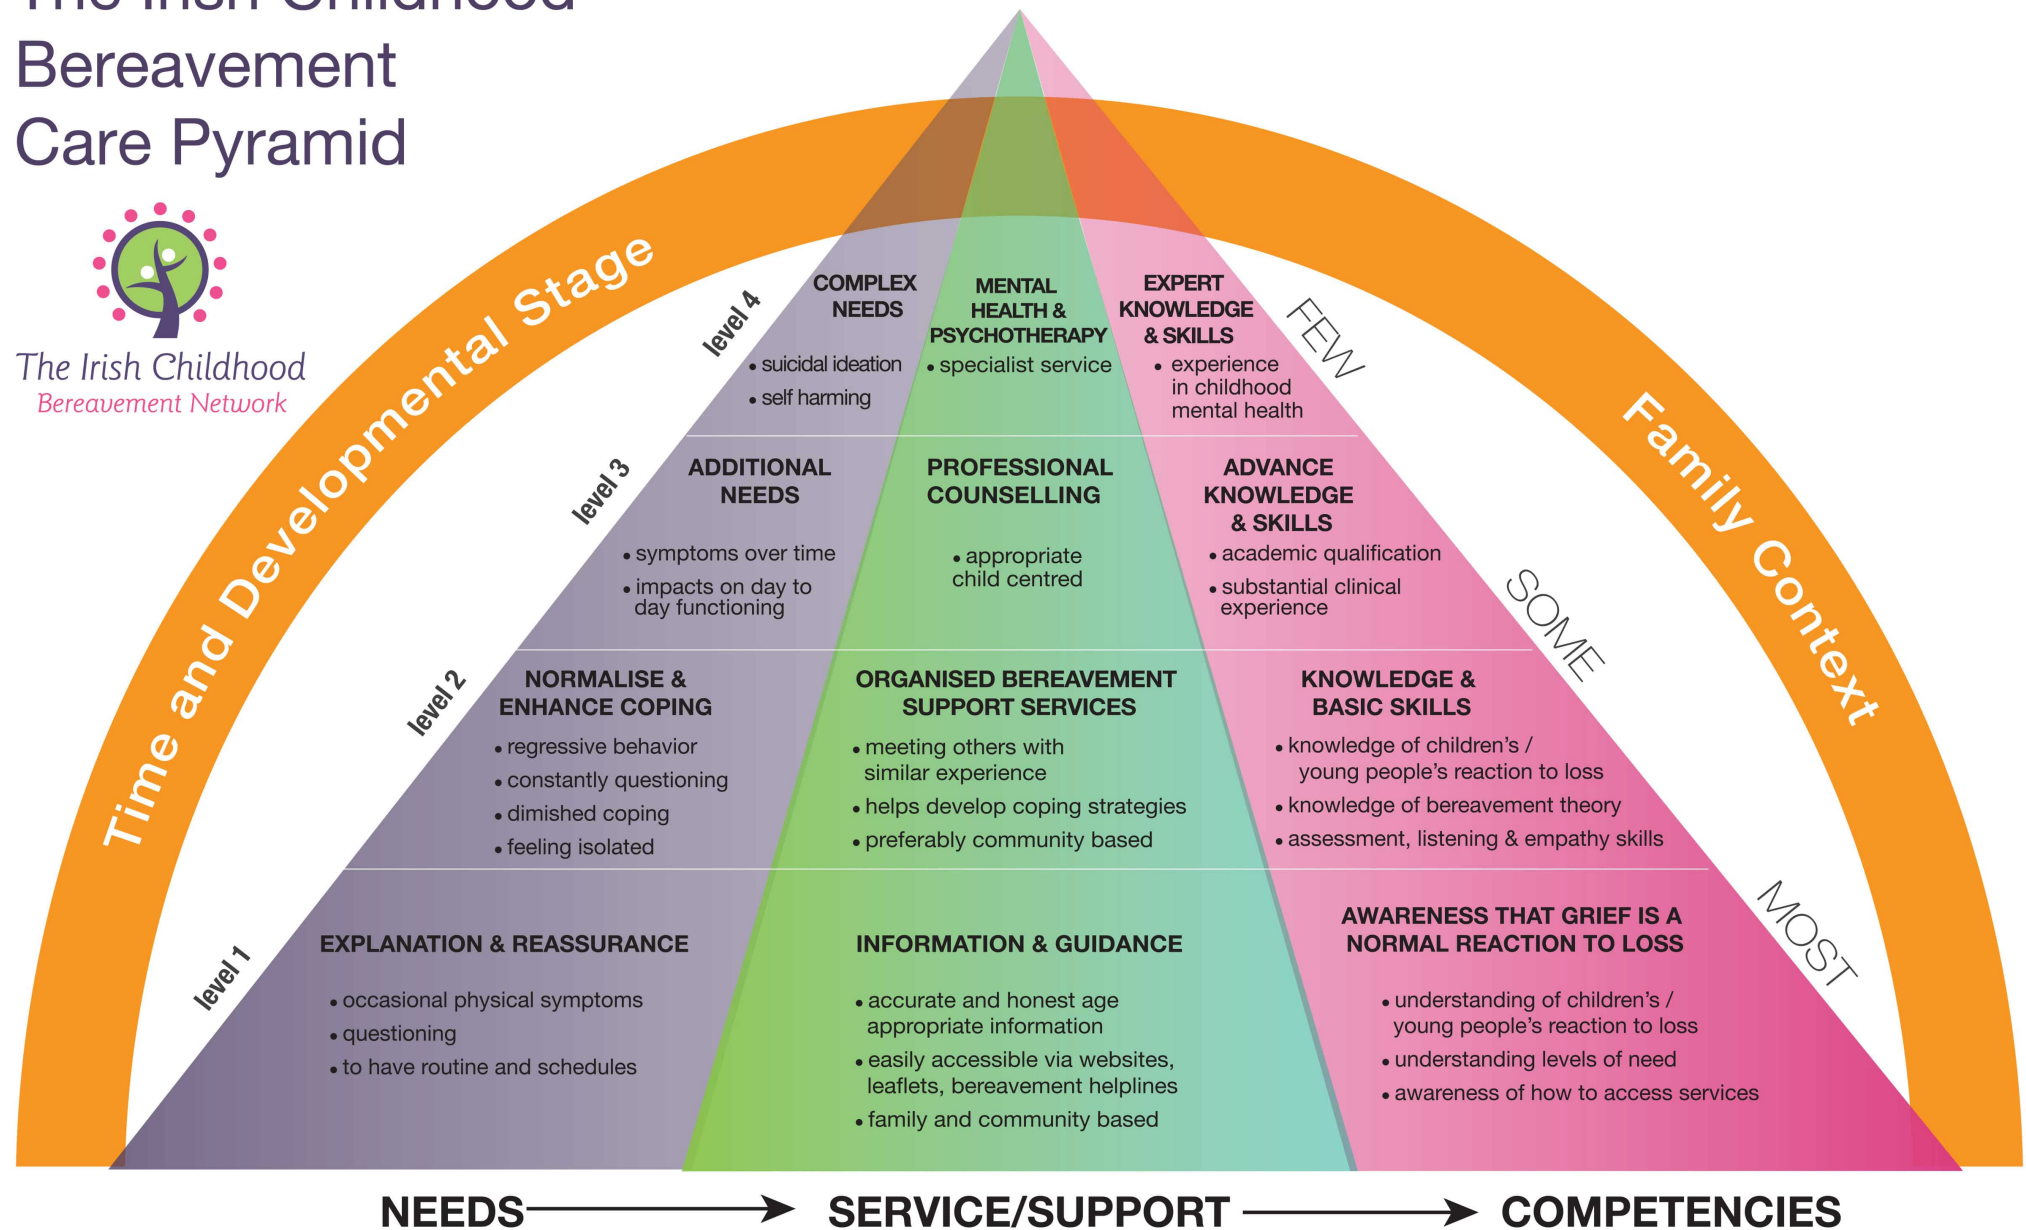 The Irish Childhood
Bereavement
Care Pyramid
The Irish Childhood
Bereavement Network
Time and Developmental Stage
Family Context
level 4
COMPLEX
NEEDS
• suicidal ideation
• self harming
MENTAL
HEALTH &
PSYCHOTHERAPY
• specialist service
EXPERT
KNOWLEDGE
& SKILLS
• experience
in childhood
mental health
FEW
level 3
ADDITIONAL
NEEDS
• symptoms over time
• impacts on day to
day functioning
PROFESSIONAL
COUNSELLING
• appropriate
child centred
ADVANCE
KNOWLEDGE
& SKILLS
• academic qualification
• substantial clinical
experience
SOME
level 2
NORMALISE &
ENHANCE COPING
• regressive behavior
• constantly questioning
• dimished coping
• feeling isolated
ORGANISED BEREAVEMENT
SUPPORT SERVICES
• meeting others with
similar experience
• helps develop coping strategies
• preferably community based
KNOWLEDGE &
BASIC SKILLS
• knowledge of children's /
young people's reaction to loss
• knowledge of bereavement theory
• assessment, listening & empathy skills
MOST
level 1
EXPLANATION & REASSURANCE
• occasional physical symptoms
• questioning
• to have routine and schedules
INFORMATION & GUIDANCE
• accurate and honest age
appropriate information
• easily accessible via websites,
leaflets, bereavement helplines
• family and community based
AWARENESS THAT GRIEF IS A
NORMAL REACTION TO LOSS
• understanding of children's /
young people's reaction to loss
• understanding levels of need
• awareness of how to access services
NEEDS
SERVICE/SUPPORT
COMPETENCIES